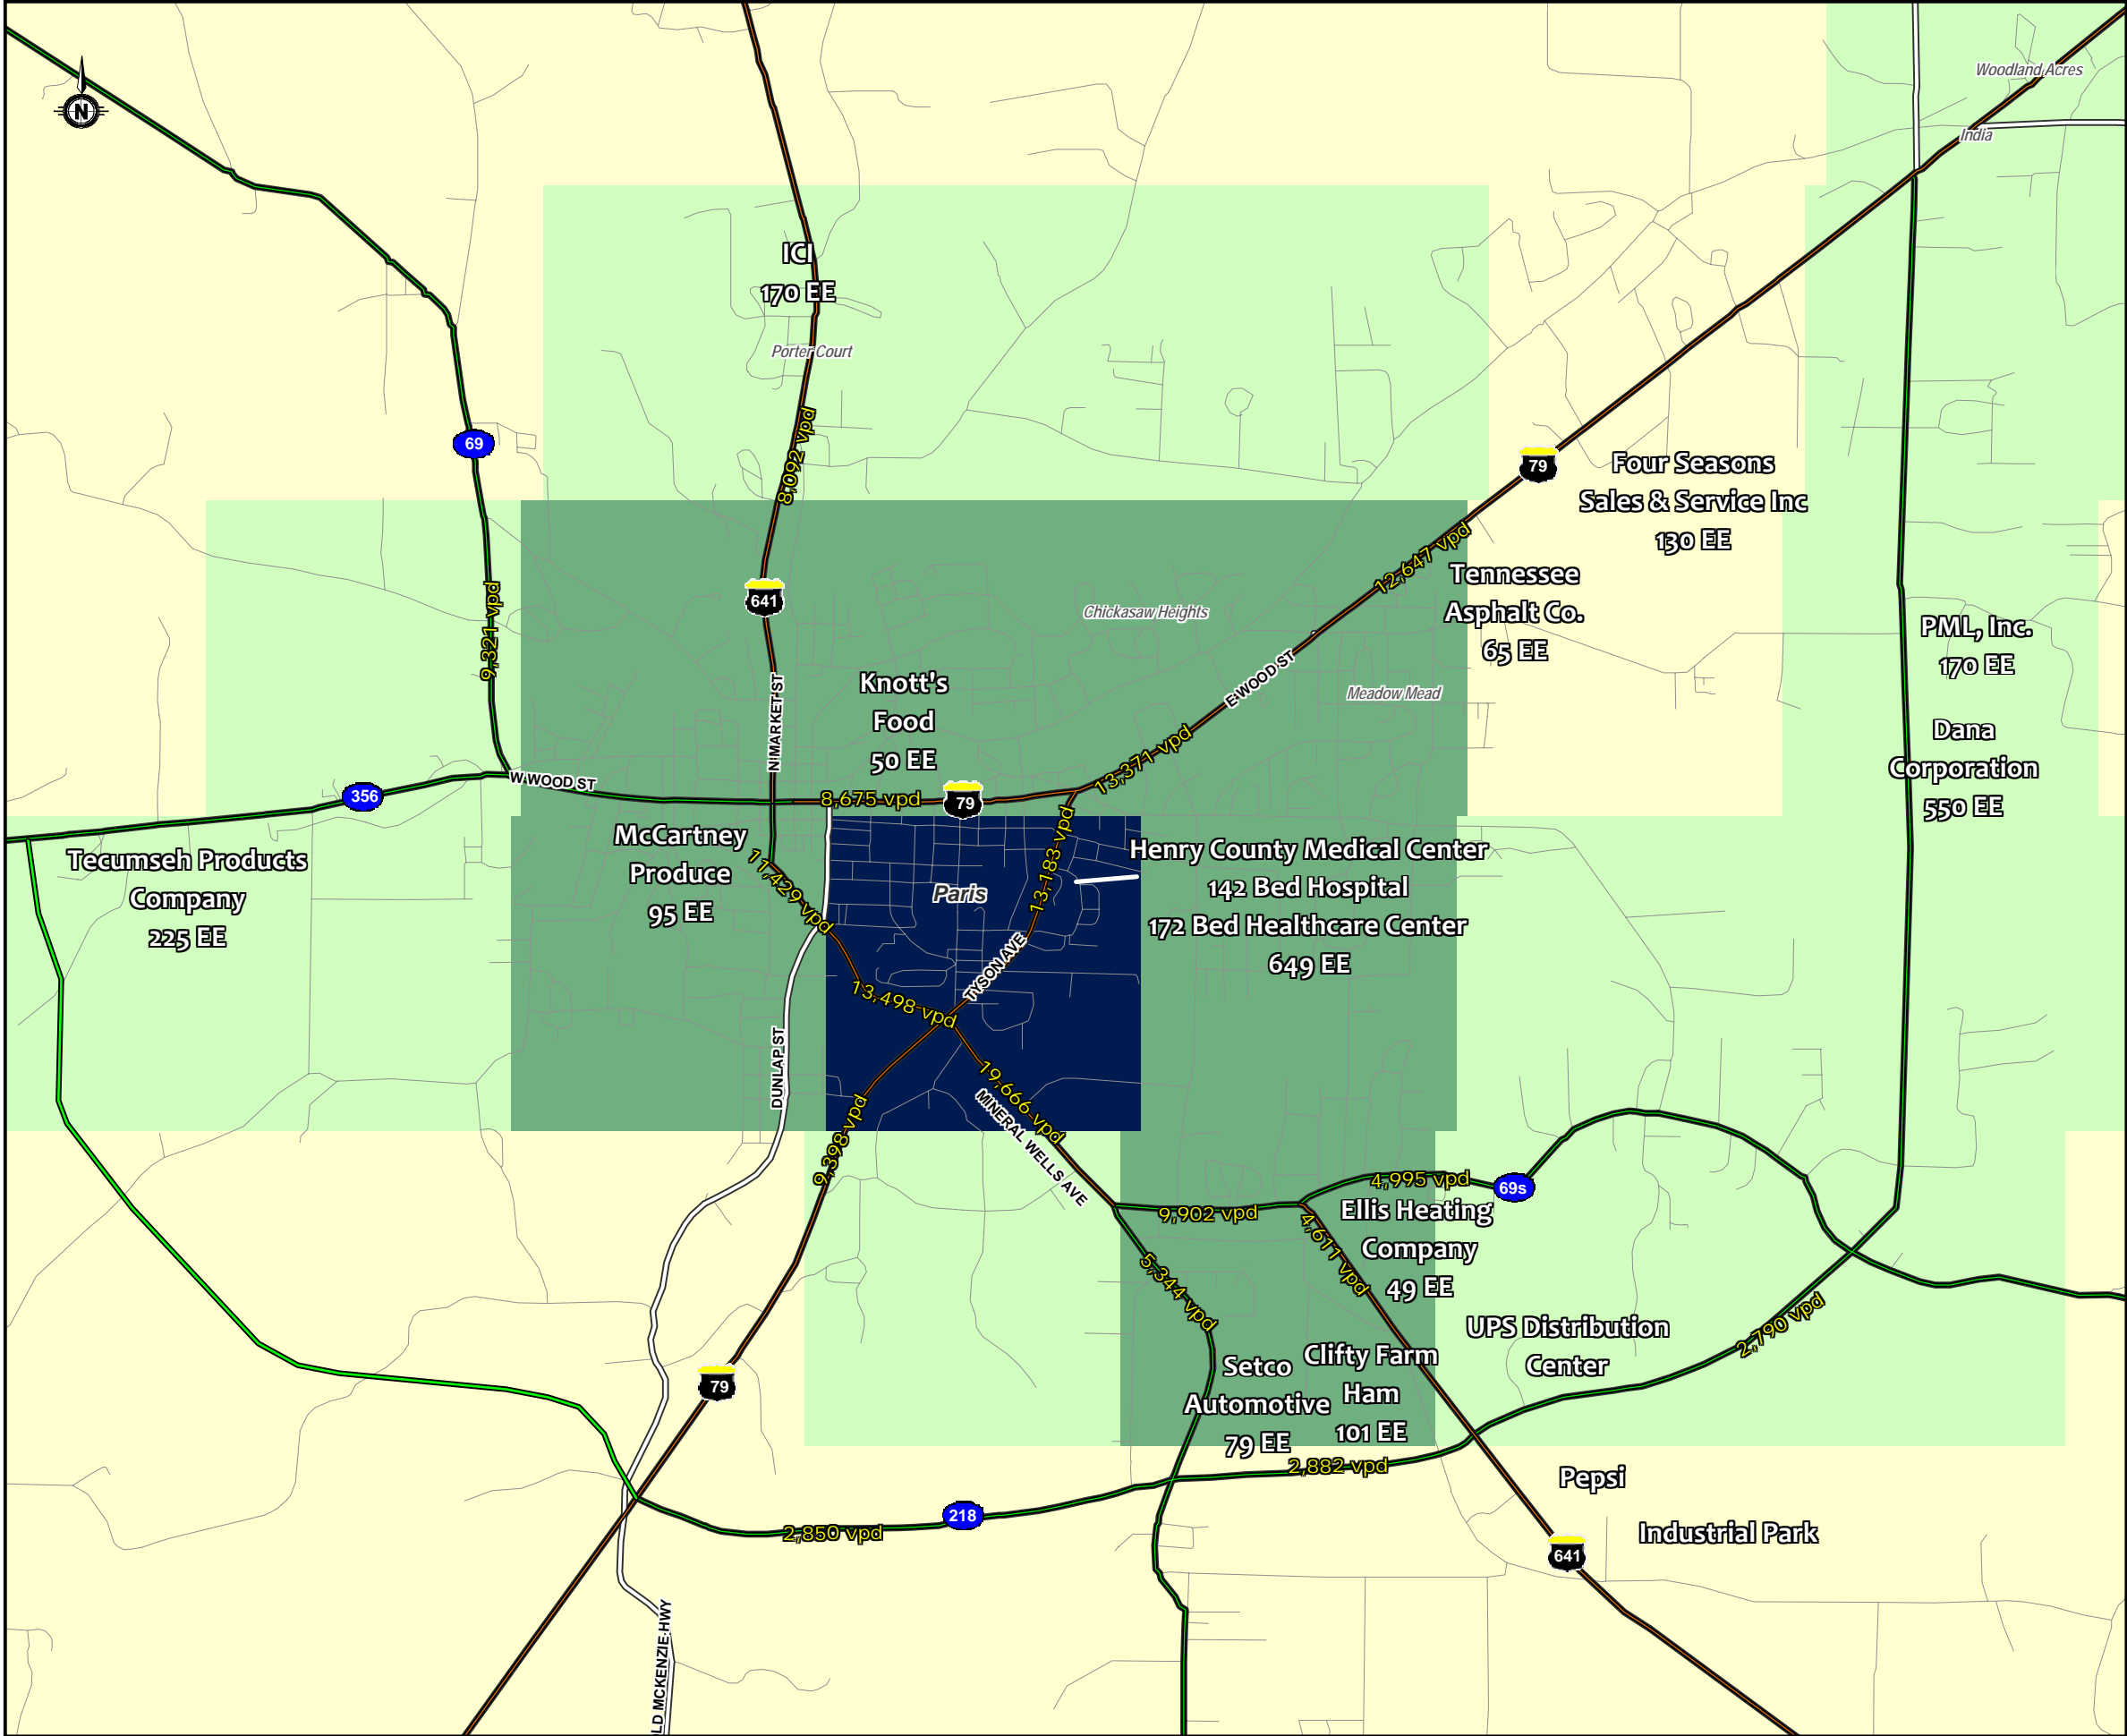 N
Woodland Acres
India
ICI
170 EE
Porter Court
8,092 vpd
69
79
Four Seasons
Sales & Service Inc
130 EE
12,647 vpd
Tennessee
Asphalt Co.
65 EE
9,321 vpd
641
Chickasaw Heights
PML, Inc.
170 EE
E WOOD ST
Meadow Mead
N MARKET ST
Knott's
Food
50 EE
13,371 vpd
Dana
Corporation
550 EE
W WOOD ST
356
8,675 vpd
79
McCartney
Produce
95 EE
11,429 vpd
Paris
13,183 vpd
Henry County Medical Center
142 Bed Hospital
172 Bed Healthcare Center
649 EE
Tecumseh Products
Company
225 EE
TYSON AVE
13,498 vpd
DUNLAP ST
19,666 vpd
MINERAL WELLS AVE
9,398 vpd
4,995 vpd
69s
9,902 vpd
4,611 vpd
Ellis Heating
Company
49 EE
5,344 vpd
UPS Distribution
Center
2,790 vpd
Setco
Automotive
79 EE
Clifty Farm
Ham
101 EE
79
2,882 vpd
Pepsi
218
2,850 vpd
Industrial Park
641
LD MCKENZIE HWY